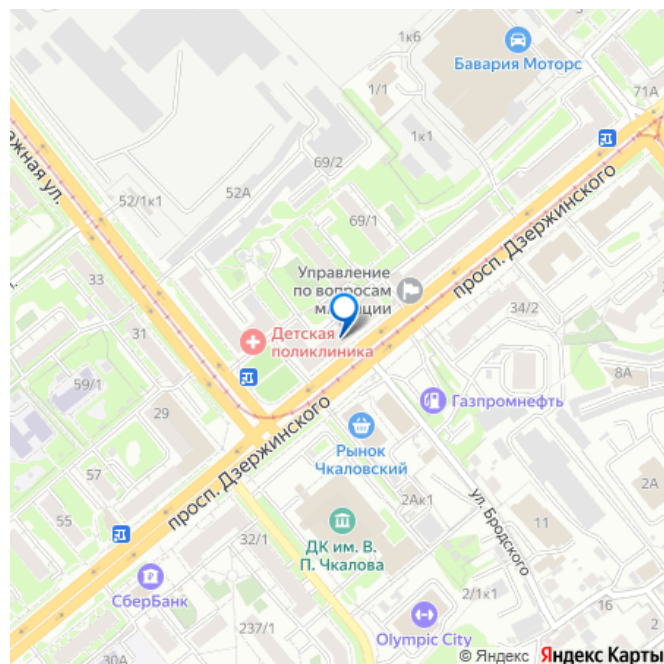 1к6
Бавария Моторс
71А
1/1
1к1
ажная ул.
69/2
52А
52/1к1
69/1
просп. Дзержинского
33
Управление
по вопросам
34/2
31
Детская
поликлиника
8А
59/1
Газпромнефть
29
просп. Дзержинского
Рынок
Чкаловский
57
2А
2Ак1
ул. Бродского
55
11
32/1
ДК им. В.
П. Чкалова
СберБанк
2/1к1
16
237/1
2
30А
Olympic City
© Яндекс Яндекс Карты